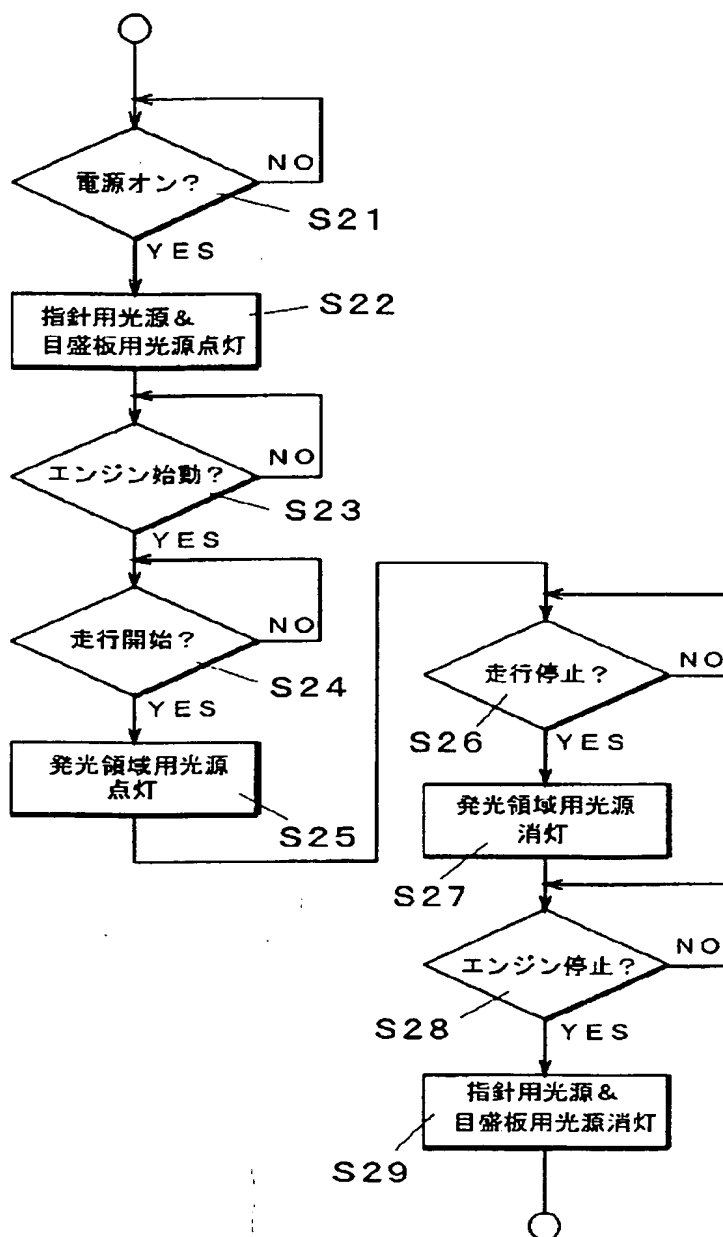 電源オン?
NO
S21
YES
指針用光源&
目盛板用光源点灯
S22
エンジン始動?
NO
S23
YES
走行開始?
NO
S24
YES
発光領域用光源
点灯
S25
走行停止?
NO
S26
YES
発光領域用光源
消灯
S27
エンジン停止?
NO
S28
YES
指針用光源&
目盛板用光源消灯
S29